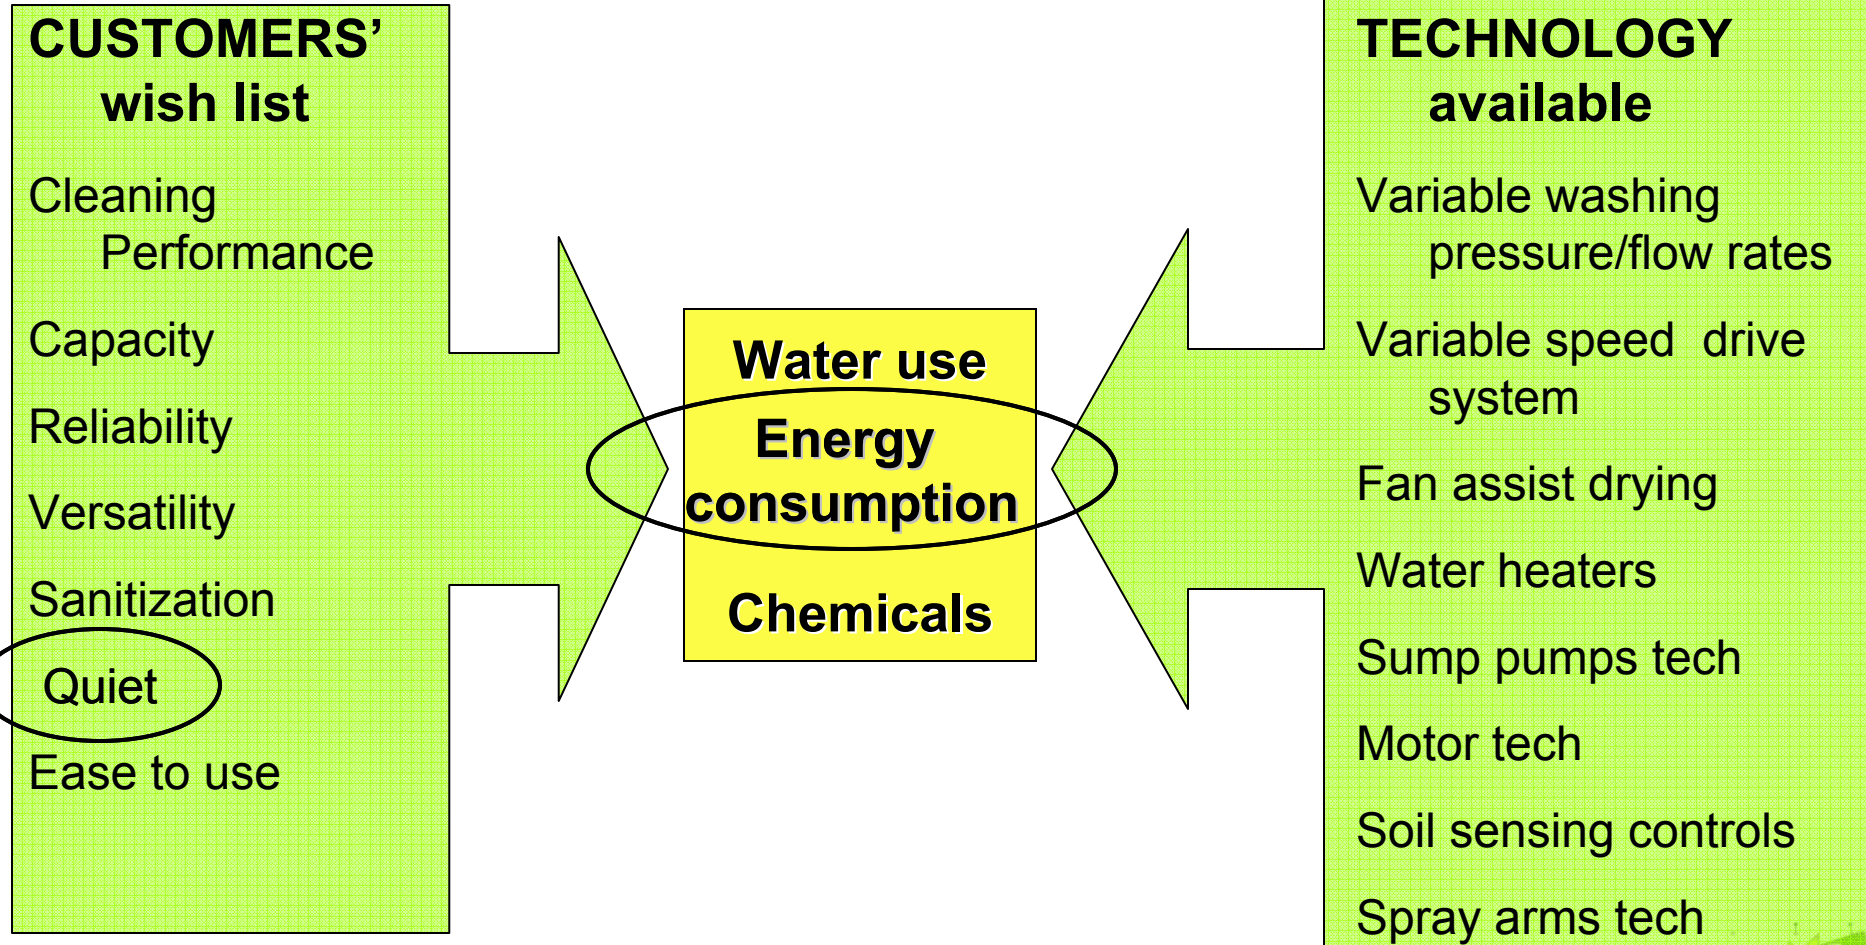 CUSTOMERS’
wish list
Cleaning
Performance
Capacity
Reliability
Versatility
Sanitization
Quiet
Ease to use
Water use
Energy
consumption
Chemicals
TECHNOLOGY
available
Variable washing
pressure/flow rates
Variable speed drive
system
Fan assist drying
Water heaters
Sump pumps tech
Motor tech
Soil sensing controls
Spray arms tech